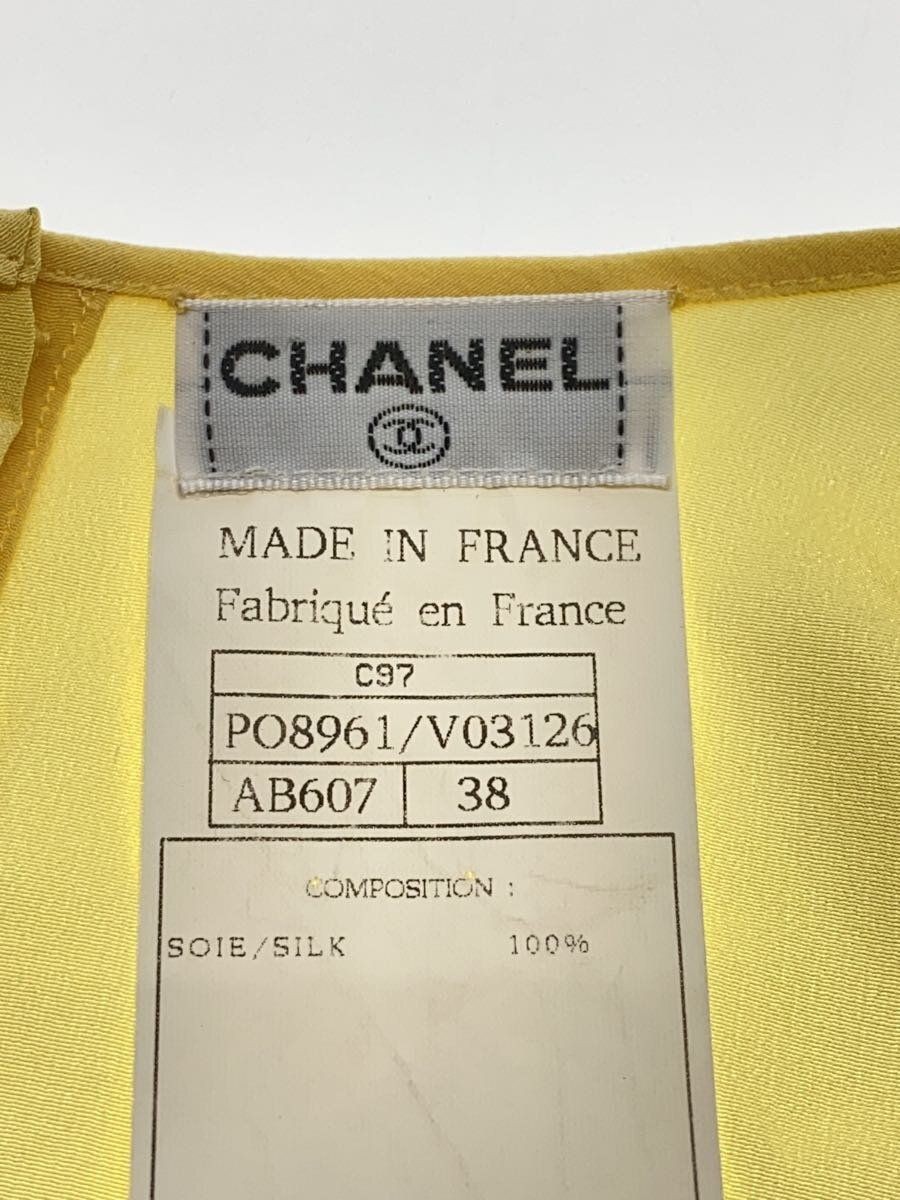 CHANEL
MADE IN FRANCE
Fabriqué en France
C97
PO8961/V03126
AB607 38
COMPOSITION :
SOIE/SILK 100%